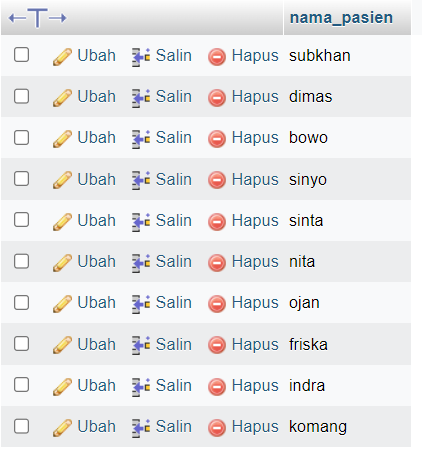 nama_pasien
Ubah Salin Hapus subkhan
Ubah Salin Hapus dimas
Ubah Salin Hapus bowo
Ubah Salin Hapus sinyo
Ubah Salin Hapus sinta
Ubah Salin Hapus nita
Ubah Salin Hapus ojan
Ubah Salin Hapus friska
Ubah Salin Hapus indra
Ubah Salin Hapus komang